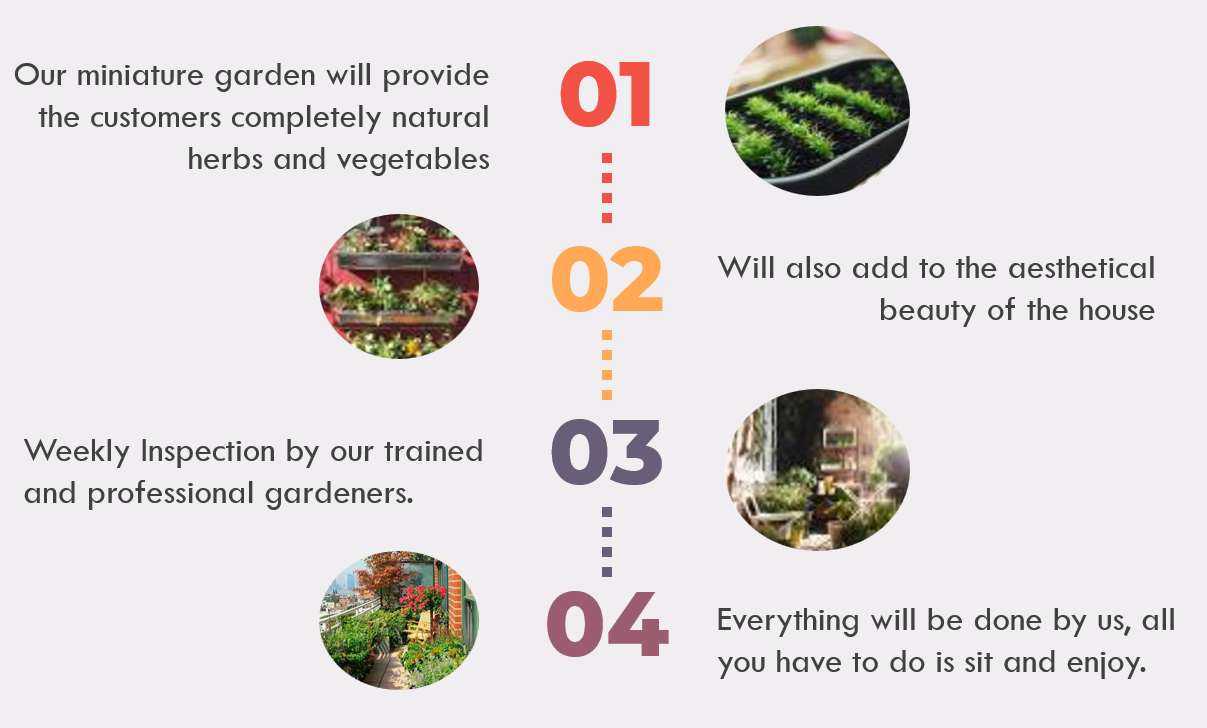 Our miniature garden will provide
the customers completely natural
herbs and vegetables
01
02
Will also add to the aesthetical
beauty of the house
Weekly Inspection by our trained
and professional gardeners.
03
04
Everything will be done by us, all
you have to do is sit and enjoy.